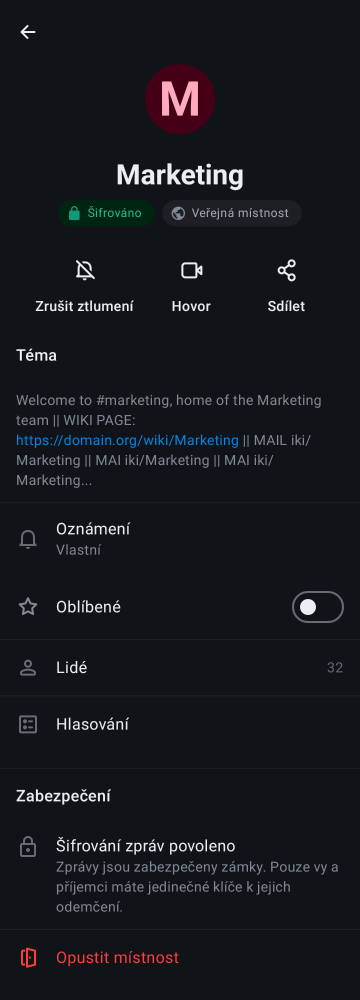 M
Marketing
Šifrováno
Veřejná místnost
Zrušit ztlumení
Hovor
Sdílet
Téma
Welcome to #marketing, home of the Marketing
team || WIKI PAGE:
https://domain.org/wiki/Marketing || MAIL iki/
Marketing || MAI iki/Marketing || MAI iki/
Marketing...
Oznámení
Vlastní
Oblíbené
Lidé 32
Hlasování
Zabezpečení
Šifrování zpráv povoleno
Zprávy jsou zabezpečeny zámky. Pouze vy a
příjemci máte jedinečné klíče k jejich
odemčení.
Opustit místnost